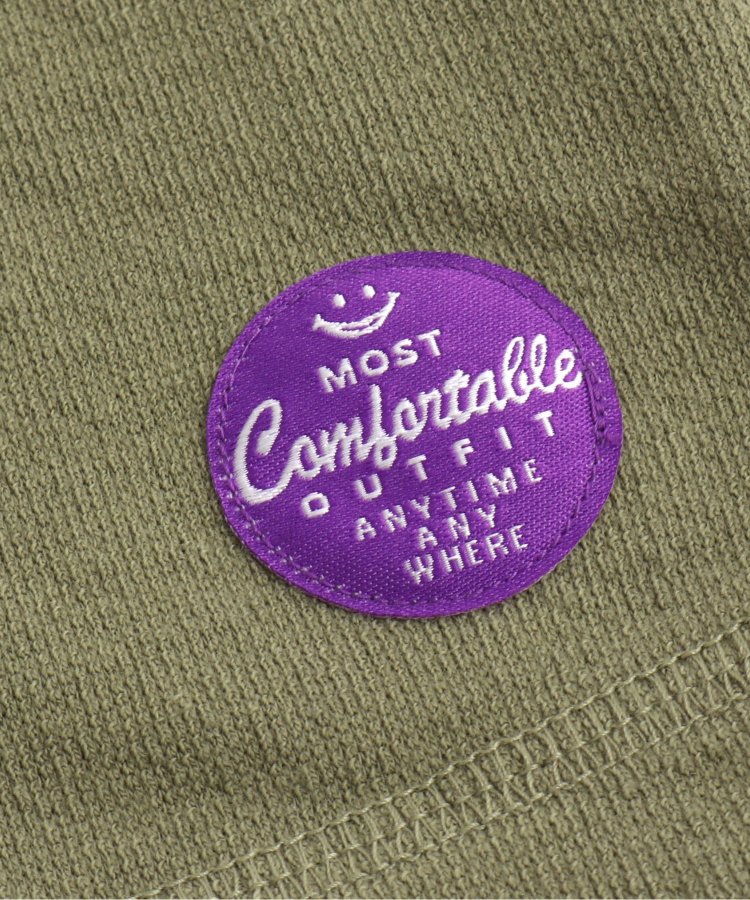 MOST
Comfortable
OUTFIT
ANYTIME
ANY
WHERE